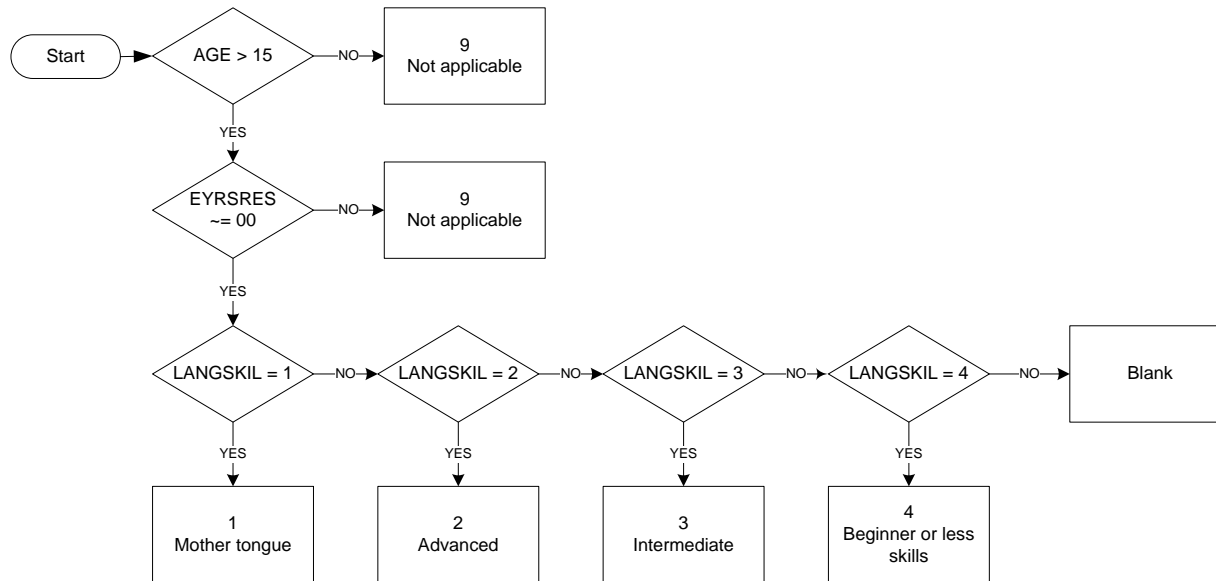 Start
AGE > 15
NO
9
Not applicable
YES
EYRSRES
~= 00
NO
9
Not applicable
YES
LANGSKIL = 1
NO
LANGSKIL = 2
NO
LANGSKIL = 3
NO
LANGSKIL = 4
NO
Blank
YES
YES
YES
YES
1
Mother tongue
2
Advanced
3
Intermediate
4
Beginner or less
skills